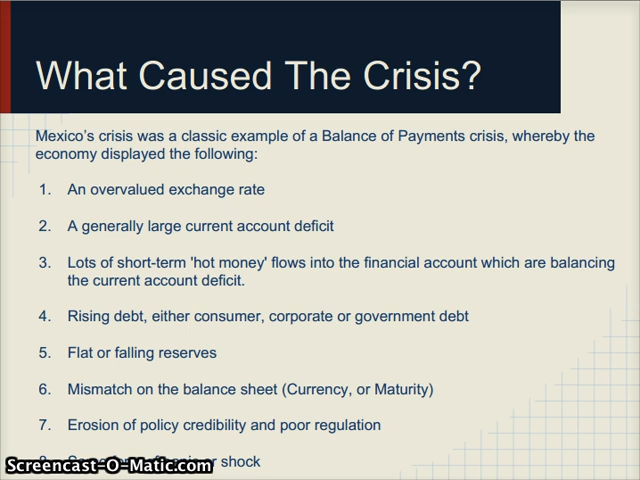 What Caused The Crisis?
Mexico's crisis was a classic example of a Balance of Payments crisis, whereby the
economy displayed the following:
1. An overvalued exchange rate
2. A generally large current account deficit
3. Lots of short-term 'hot money' flows into the financial account which are balancing
the current account deficit.
4. Rising debt, either consumer, corporate or government debt
5. Flat or falling reserves
6. Mismatch on the balance sheet (Currency, or Maturity)
7. Erosion of policy credibility and poor regulation
or shock
Screencast-O-Matic.com